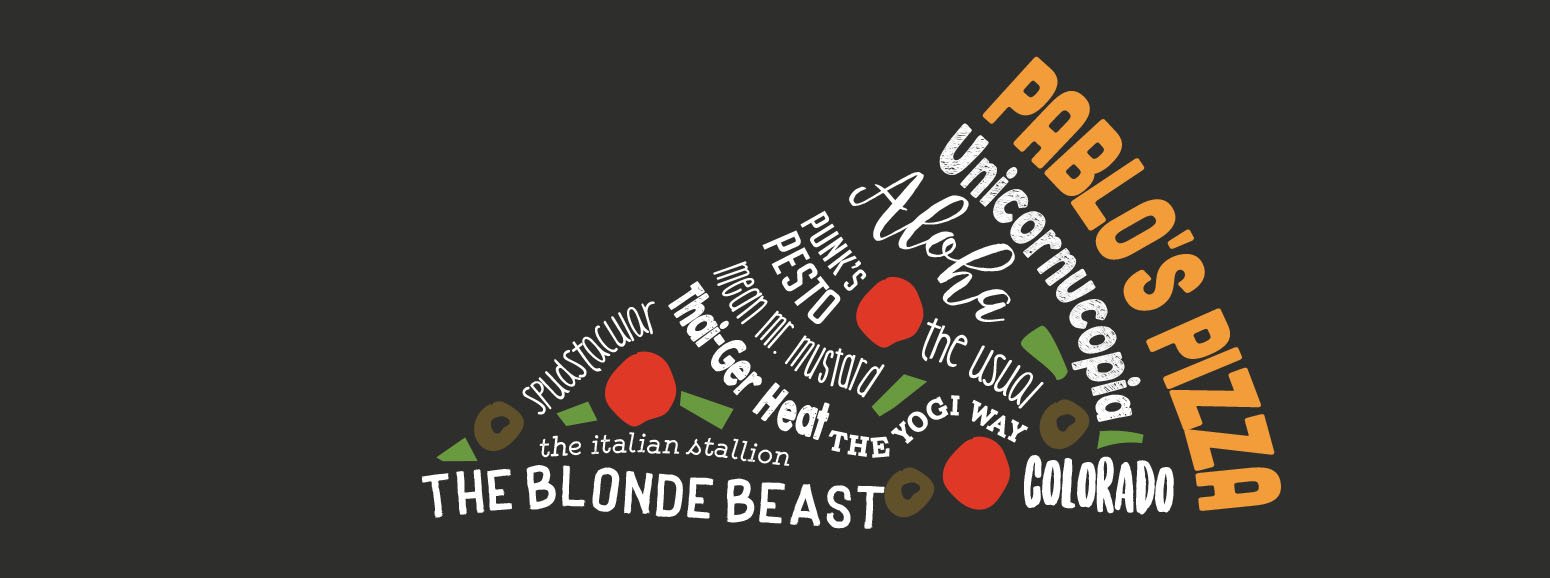 PABLO'S PIZZA
Unicornucopia
Aloha
PUNK'S
PESTO
the usual
mean mr. mustard
Thai-Ger Heat
THE YOGI WAY
spudstacular
the italian stallion
THE BLONDE BEAST
COLORADO